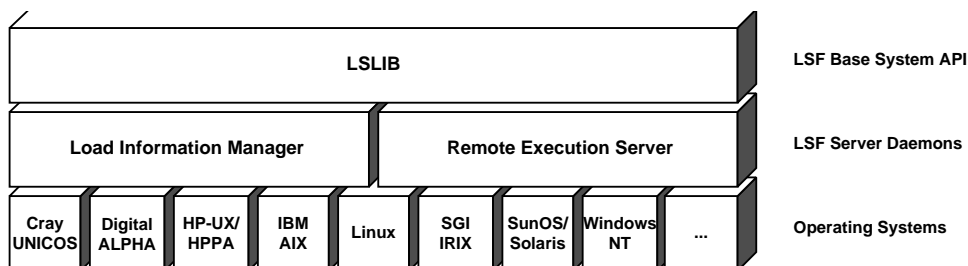 LSLIB
LSF Base System API
Load Information Manager
Remote Execution Server
LSF Server Daemons
Cray
UNICOS
Digital
ALPHA
HP-UX/
HPPA
IBM
AIX
Linux
SGI
IRIX
SunOS/
Solaris
Windows
NT
...
Operating Systems